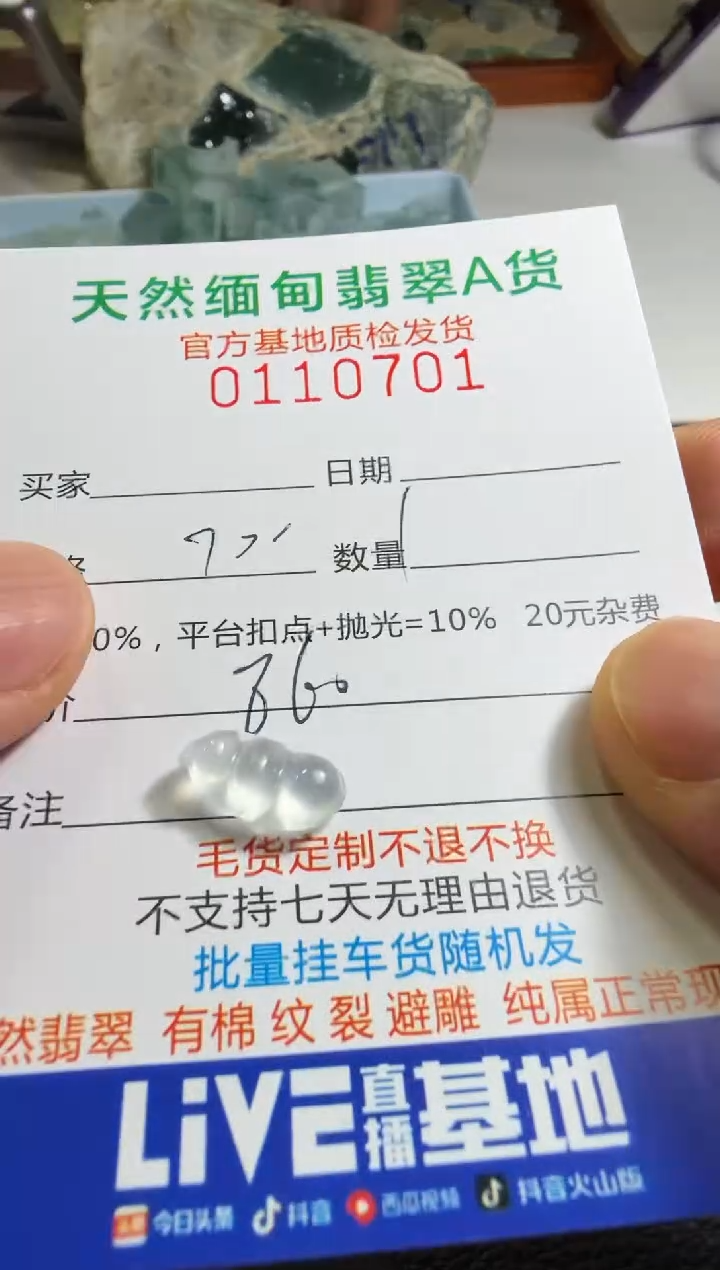 天然缅甸翡翠A货
官方基地质检发货
0110701
买家 日期
数量
0%，平台扣点+抛光=10% 20元杂费
价
备注
毛货定制不退不换
不支持七天无理由退货
批量挂车货随机发
然翡翠 有棉纹裂避雕 纯属正常现
LiVE直播基地
今日头条 抖音 西瓜视频 抖音火山版